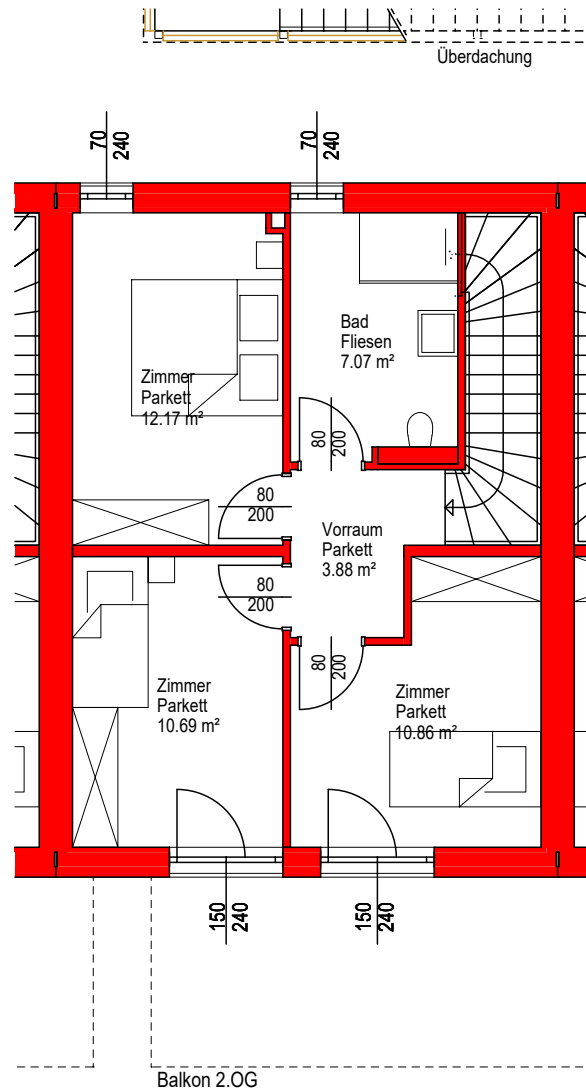 Überdachung
70
240
70
240
Bad
Fliesen
7.07 m²
Zimmer
Parkett
12.17 m²
80
200
80
200
Vorraum
Parkett
3.88 m²
80
200
80
200
Zimmer
Parkett
10.69 m²
Zimmer
Parkett
10.86 m²
150
240
150
240
Balkon 2.OG